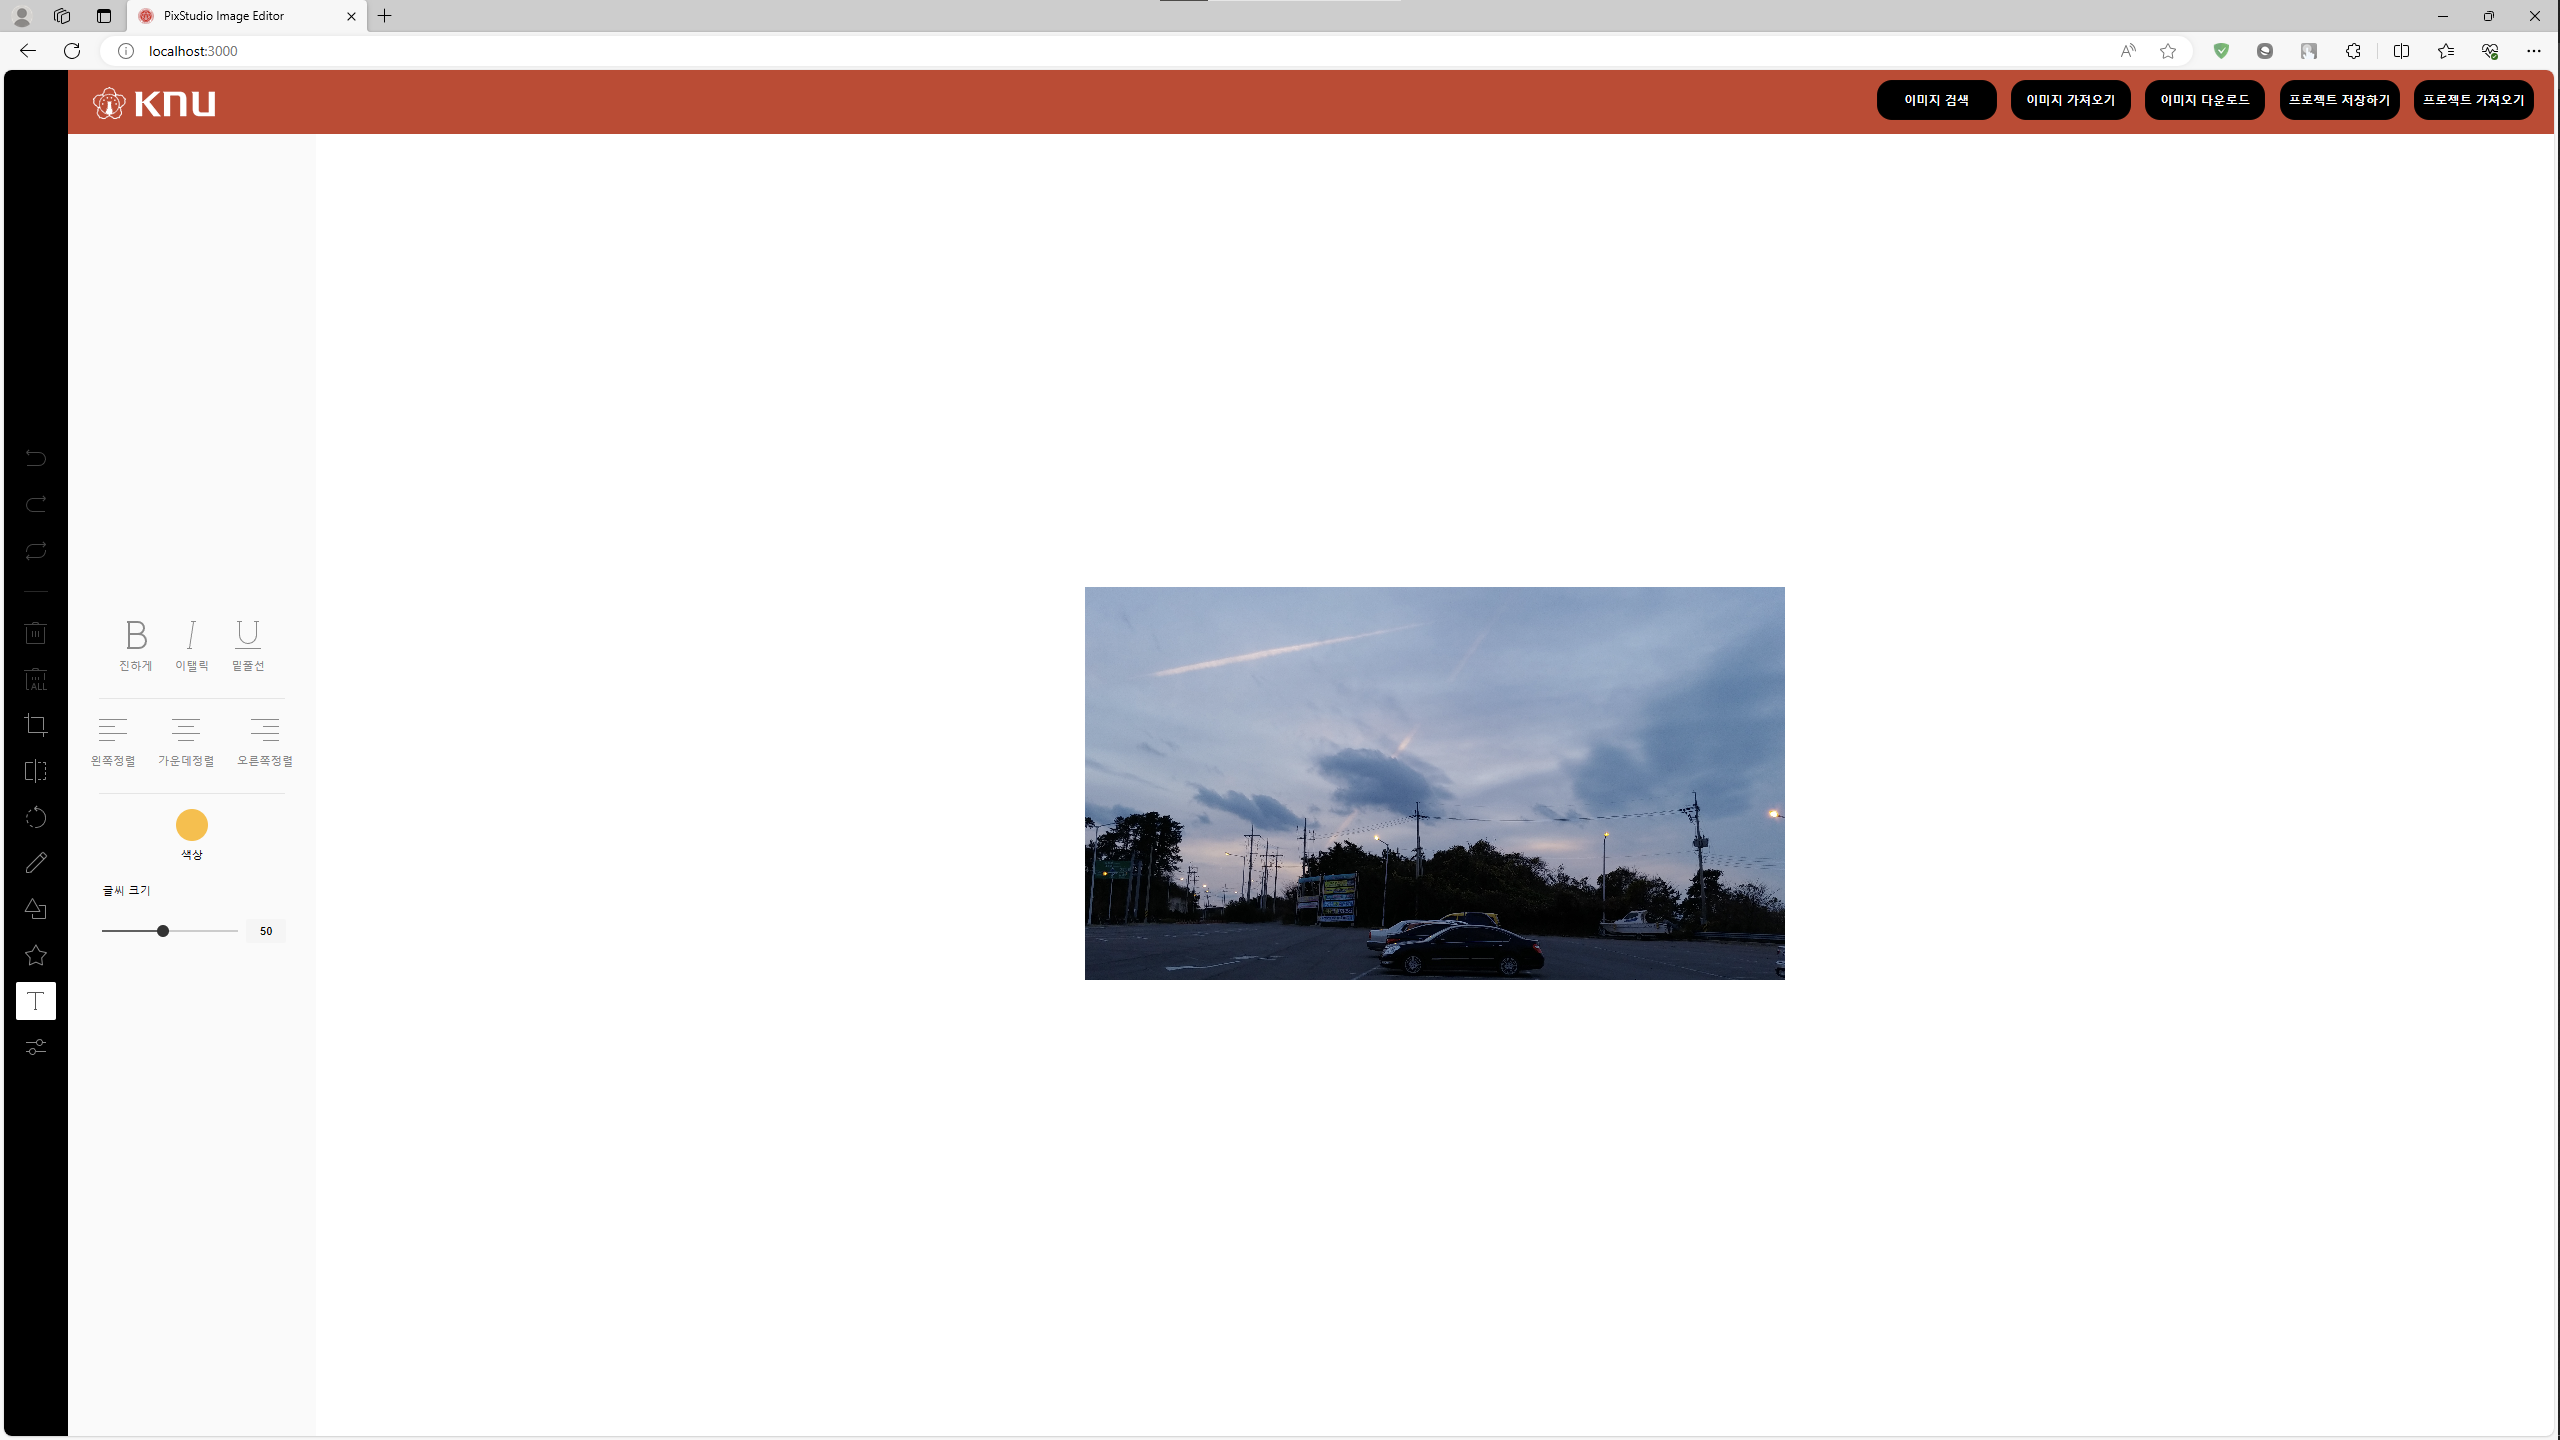 PixStudio Image Editor
localhost:3000
KNU
이미지 검색
이미지 가져오기
이미지 다운로드
프로젝트 저장하기
프로젝트 가져오기
ALL
B I U
진하게 이탤릭 밑줄선
왼쪽정렬 가운데정렬 오른쪽정렬
색상
글씨 크기
50
T